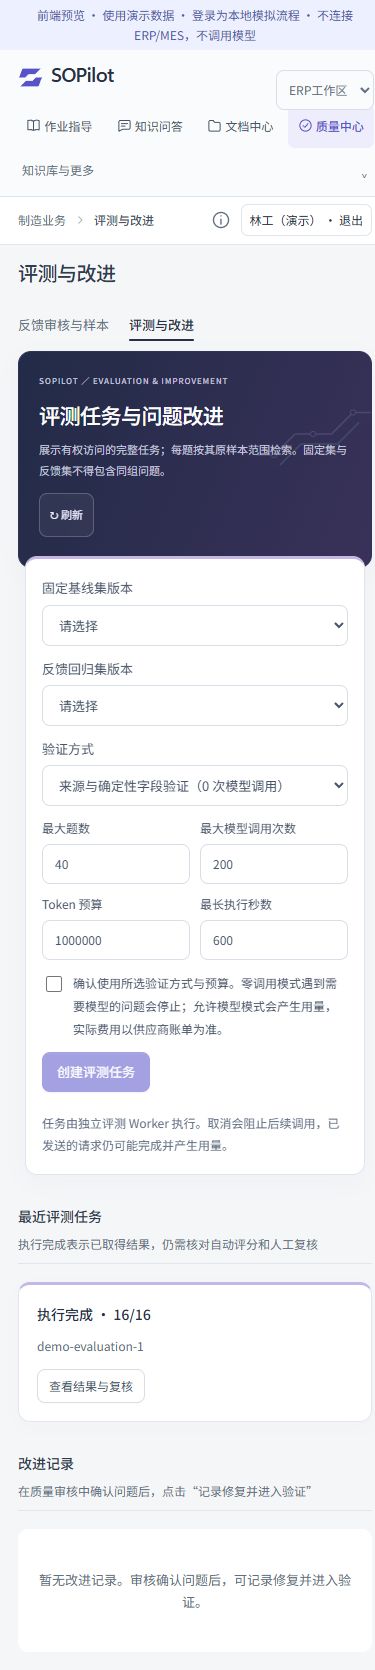 前端预览 · 使用演示数据 · 登录为本地模拟流程 · 不连接
ERP/MES，不调用模型
SOPilot
ERP工作区
作业指导
知识问答
文档中心
质量中心
知识库与更多
制造业务 > 评测与改进
林工（演示） · 退出
评测与改进
反馈审核与样本
评测与改进
SOPILOT / EVALUATION & IMPROVEMENT
评测任务与问题改进
展示有权访问的完整任务；每题按其原样本范围检索。固定集与
反馈集不得包含同组问题。
↻ 刷新
固定基线集版本
请选择
反馈回归集版本
请选择
验证方式
来源与确定性字段验证（0 次模型调用）
最大题数
最大模型调用次数
40
200
Token 预算
最长执行秒数
1000000
600
确认使用所选验证方式与预算。零调用模式遇到需
要模型的问题会停止；允许模型模式会产生用量，
实际费用以供应商账单为准。
创建评测任务
任务由独立评测 Worker 执行。取消会阻止后续调用，已
发送的请求仍可能完成并产生用量。
最近评测任务
执行完成表示已取得结果，仍需核对自动评分和人工复核
执行完成 · 16/16
demo-evaluation-1
查看结果与复核
改进记录
在质量审核中确认问题后，点击“记录修复并进入验证”
暂无改进记录。审核确认问题后，可记录修复并进入验
证。